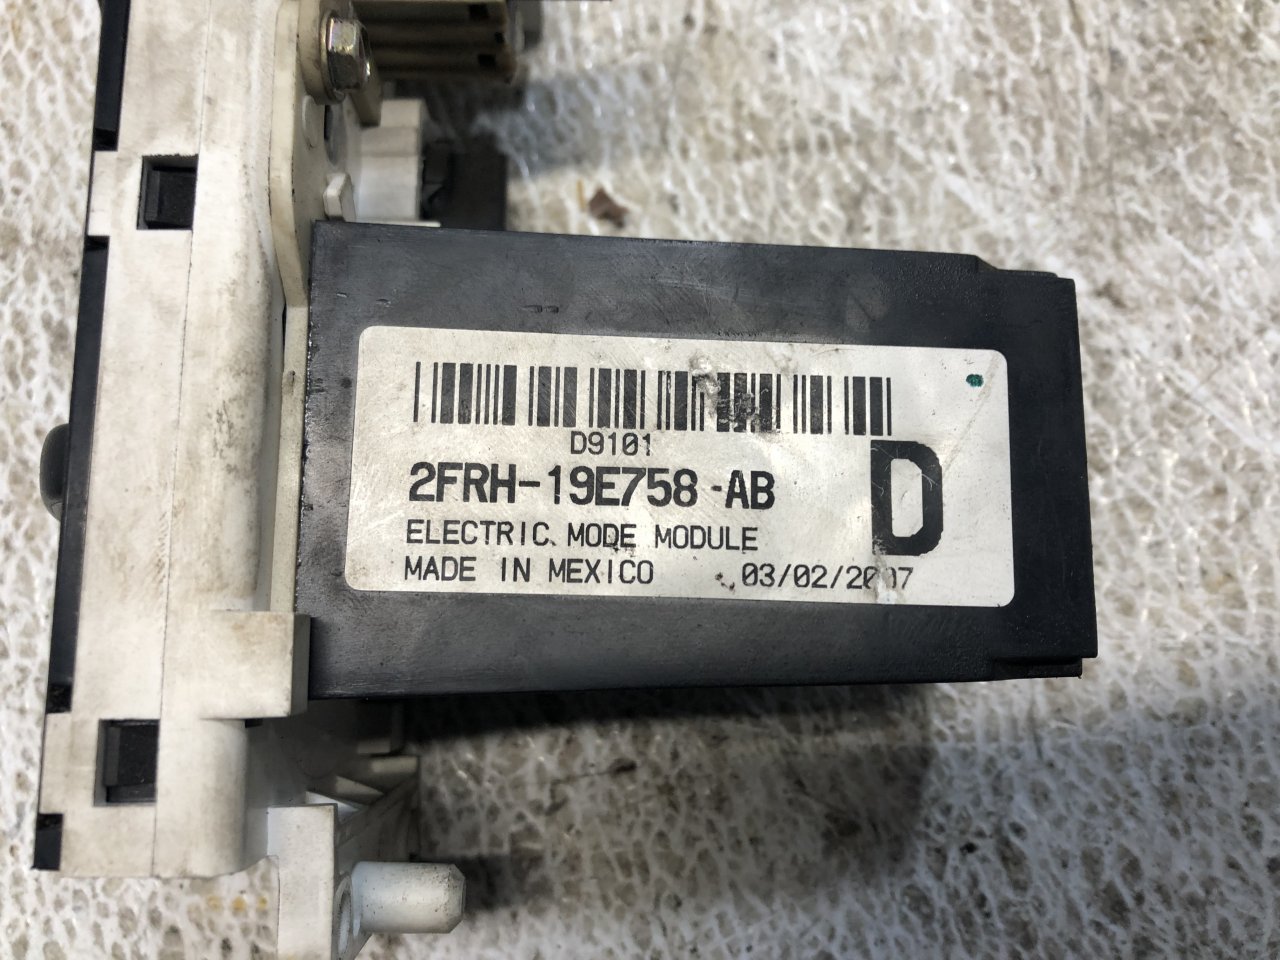 D9101
2FRH-19E758-AB
D
ELECTRIC MODE MODULE
MADE IN MEXICO 03/02/2007